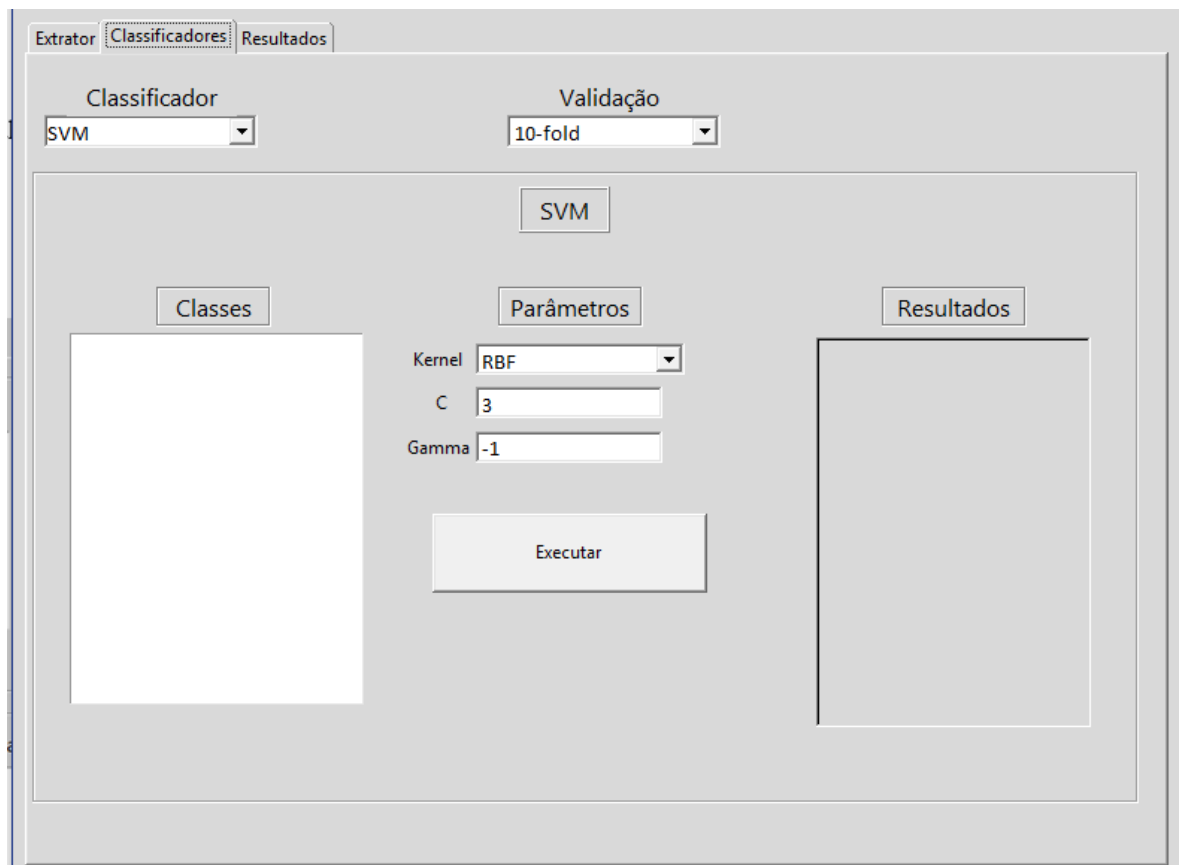 Extrator Classificadores Resultados
Classificador Validação
SVM 10-fold
SVM
Classes Parâmetros Resultados
Kernel RBF
C 3
Gamma -1
Executar